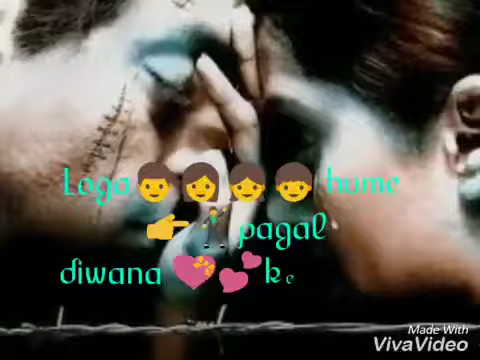 Loga👨👩👧👦 hume
👉🕴pagal
diwana 💝💕ke
Made With
VivaVideo